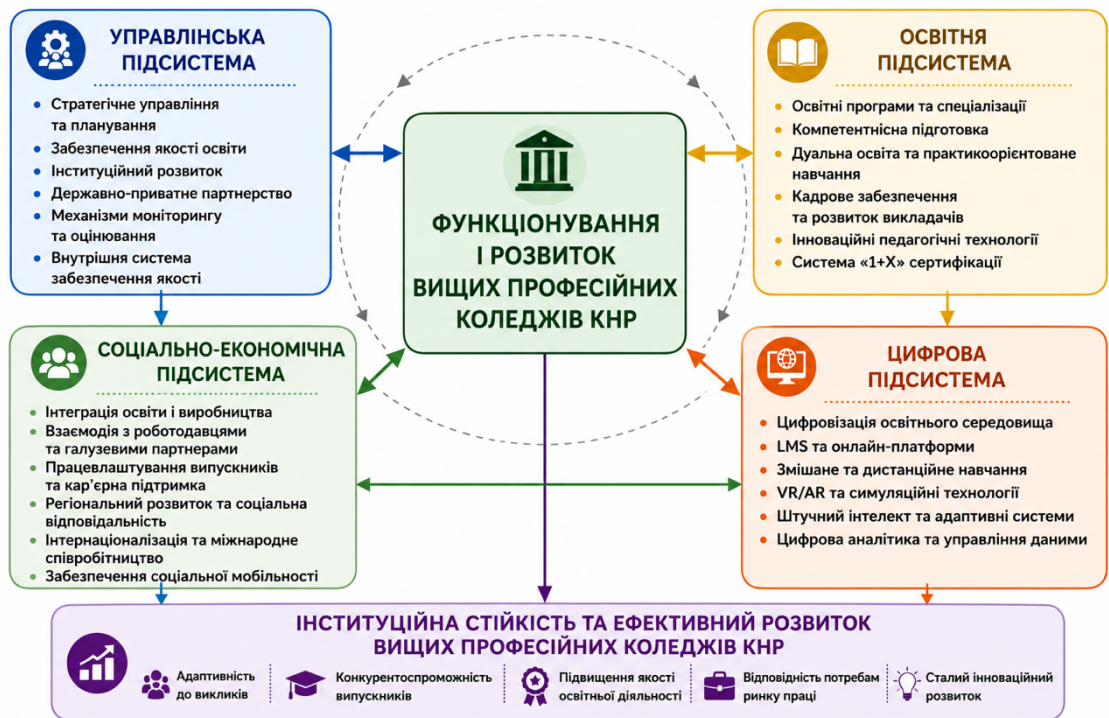 УПРАВЛІНСЬКА
ПІДСИСТЕМА
Стратегічне управління
та планування
Забезпечення якості освіти
Інституційний розвиток
Державно-приватне партнерство
Механізми моніторингу
та оцінювання
Внутрішня система
забезпечення якості
ФУНКЦІОНУВАННЯ
І РОЗВИТОК
ВИЩИХ ПРОФЕСІЙНИХ
КОЛЕДЖІВ КНР
ОСВІТНЯ
ПІДСИСТЕМА
Освітні програми та спеціалізації
Компетентнісна підготовка
Дуальна освіта та практикоорієнтоване
навчання
Кадрове забезпечення
та розвиток викладачів
Інноваційні педагогічні технології
Система «1+X» сертифікації
СОЦІАЛЬНО-ЕКОНОМІЧНА
ПІДСИСТЕМА
Інтеграція освіти і виробництва
Взаємодія з роботодавцями
та галузевими партнерами
Працевлаштування випускників
та кар’єрна підтримка
Регіональний розвиток та соціальна
відповідальність
Інтернаціоналізація та міжнародне
співробітництво
Забезпечення соціальної мобільності
ЦИФРОВА
ПІДСИСТЕМА
Цифровізація освітнього середовища
LMS та онлайн-платформи
Змішане та дистанційне навчання
VR/AR та симуляційні технології
Штучний інтелект та адаптивні системи
Цифрова аналітика та управління даними
ІНСТИТУЦІЙНА СТІЙКІСТЬ ТА ЕФЕКТИВНИЙ РОЗВИТОК
ВИЩИХ ПРОФЕСІЙНИХ КОЛЕДЖІВ КНР
Адаптивність
до викликів
Конкурентоспроможність
випускників
Підвищення якості
освітньої діяльності
Відповідність потребам
ринку праці
Сталий інноваційний
розвиток